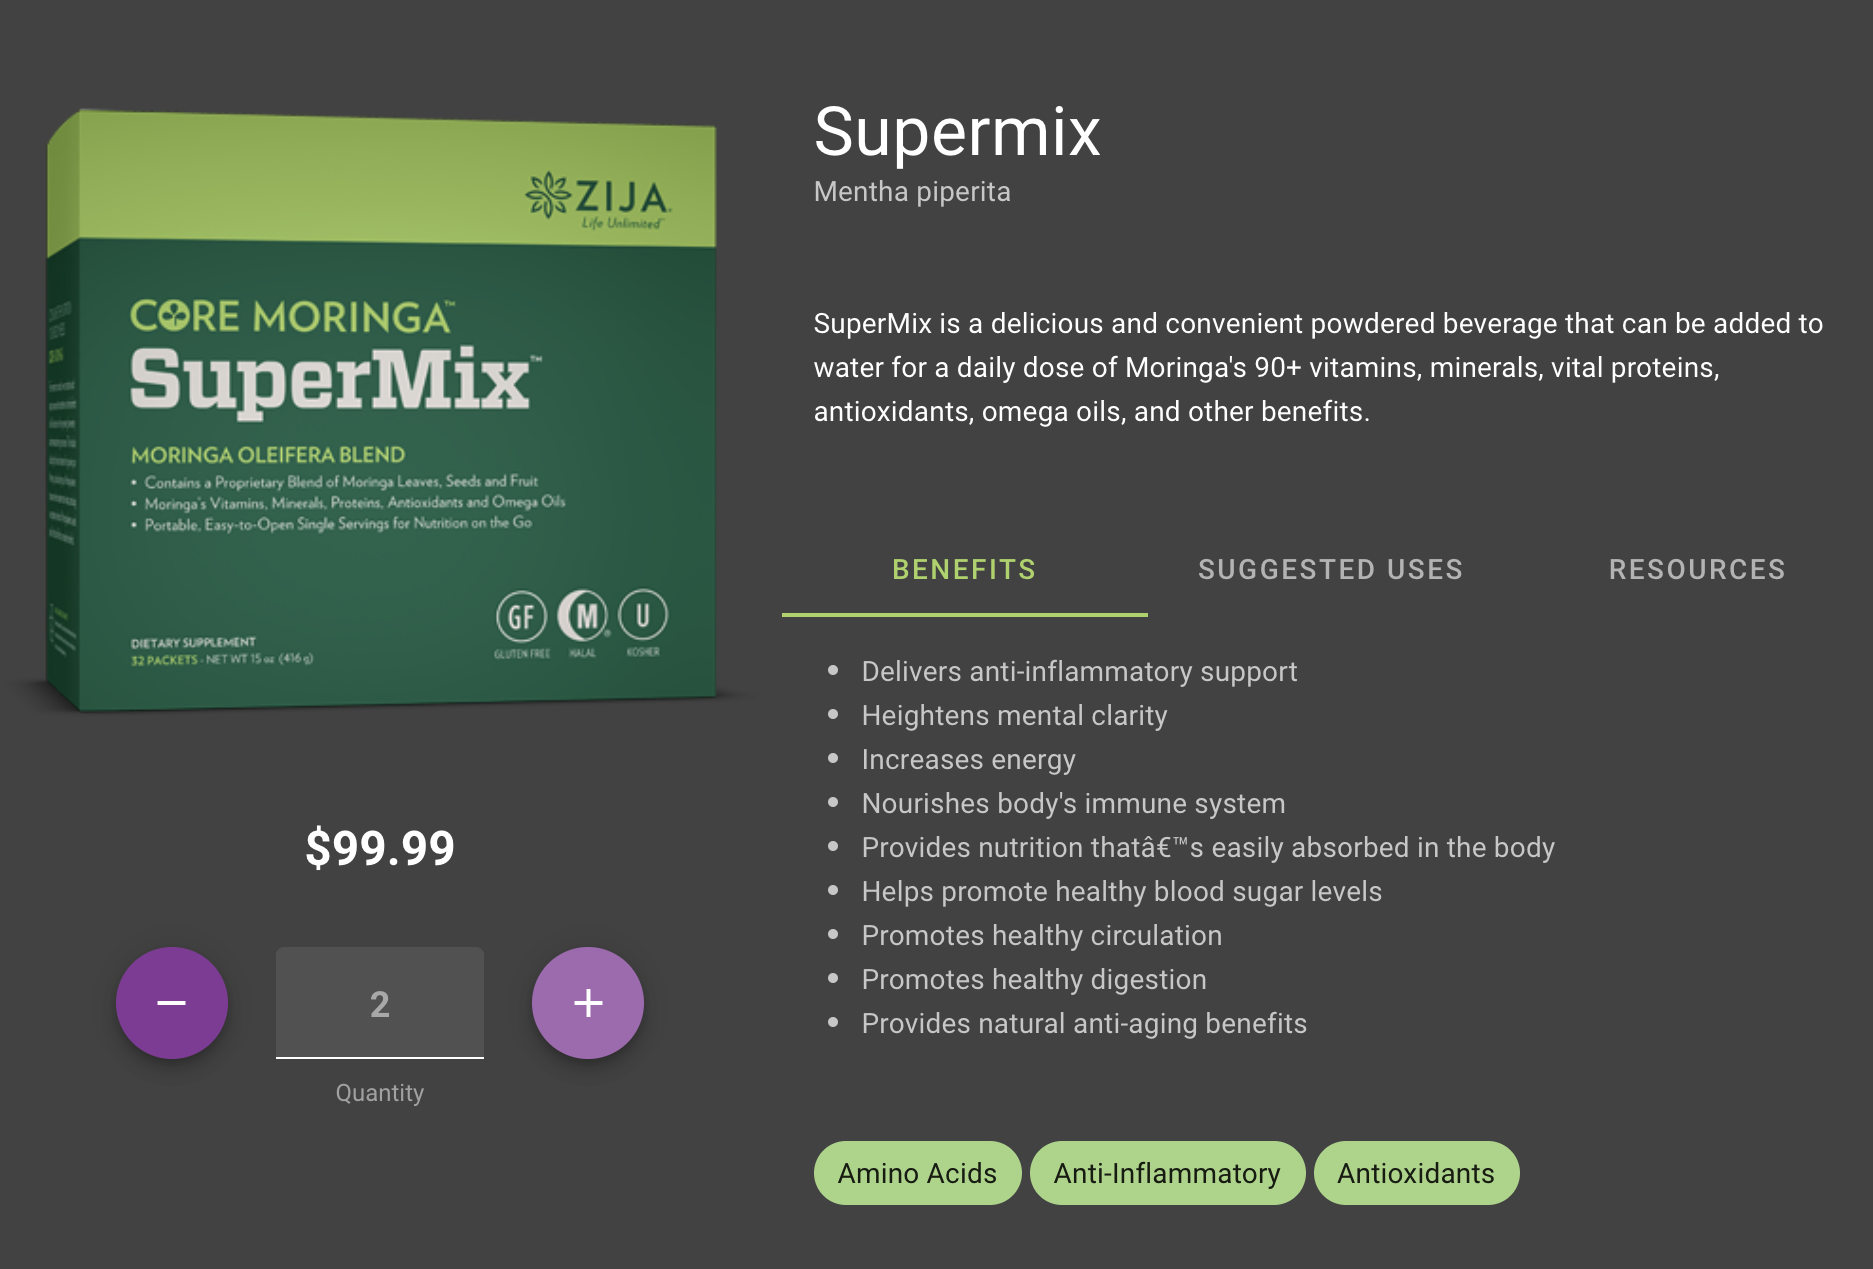 ZIJA
Life Unlimited™
CORE MORINGA™
SuperMix™
MORINGA OLEIFERA BLEND
• Contains a Proprietary Blend of Moringa Leaves, Seeds and Fruit
• Moringa's Vitamins, Minerals, Proteins, Antioxidants and Omega Oils
• Portable, Easy-to-Open Single Servings for Nutrition on the Go
DIETARY SUPPLEMENT
32 PACKETS - NET WT 15 oz (416 g)
GF M® U
GLUTEN FREE HALAL KOSHER
$99.99
− 2 +
Quantity
Supermix
Mentha piperita
SuperMix is a delicious and convenient powdered beverage that can be added to
water for a daily dose of Moringa's 90+ vitamins, minerals, vital proteins,
antioxidants, omega oils, and other benefits.
BENEFITS SUGGESTED USES RESOURCES
• Delivers anti-inflammatory support
• Heightens mental clarity
• Increases energy
• Nourishes body's immune system
• Provides nutrition thatâ€™s easily absorbed in the body
• Helps promote healthy blood sugar levels
• Promotes healthy circulation
• Promotes healthy digestion
• Provides natural anti-aging benefits
Amino Acids Anti-Inflammatory Antioxidants